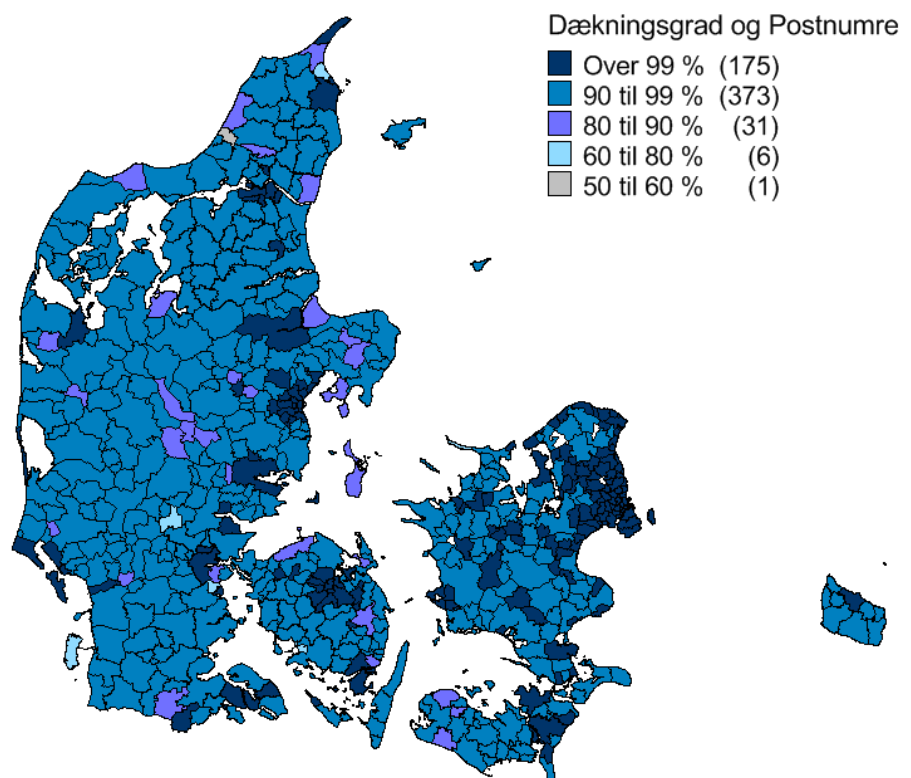 Dækningsgrad og Postnumre
Over 99 % (175)
90 til 99 % (373)
80 til 90 % (31)
60 til 80 % (6)
50 til 60 % (1)